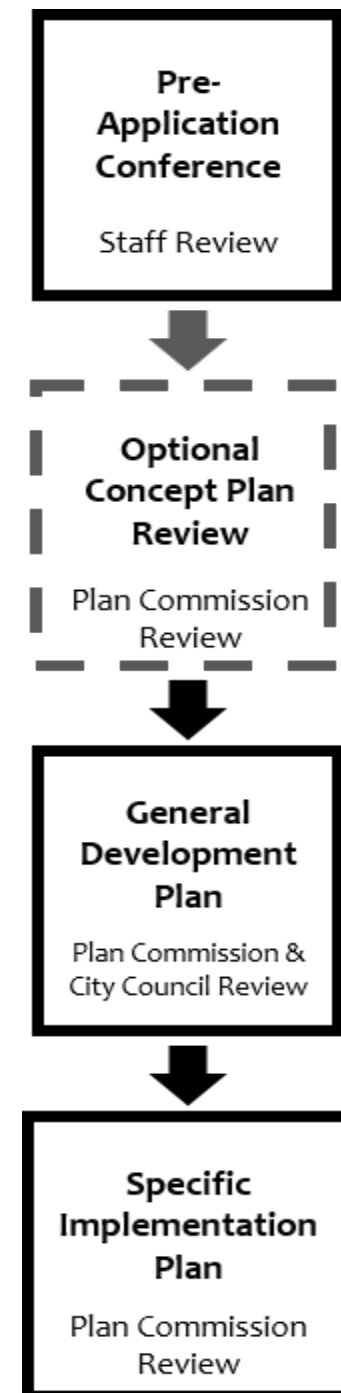 Pre-
Application
Conference
Staff Review
Optional
Concept Plan
Review
Plan Commission
Review
General
Development
Plan
Plan Commission &
City Council Review
Specific
Implementation
Plan
Plan Commission
Review